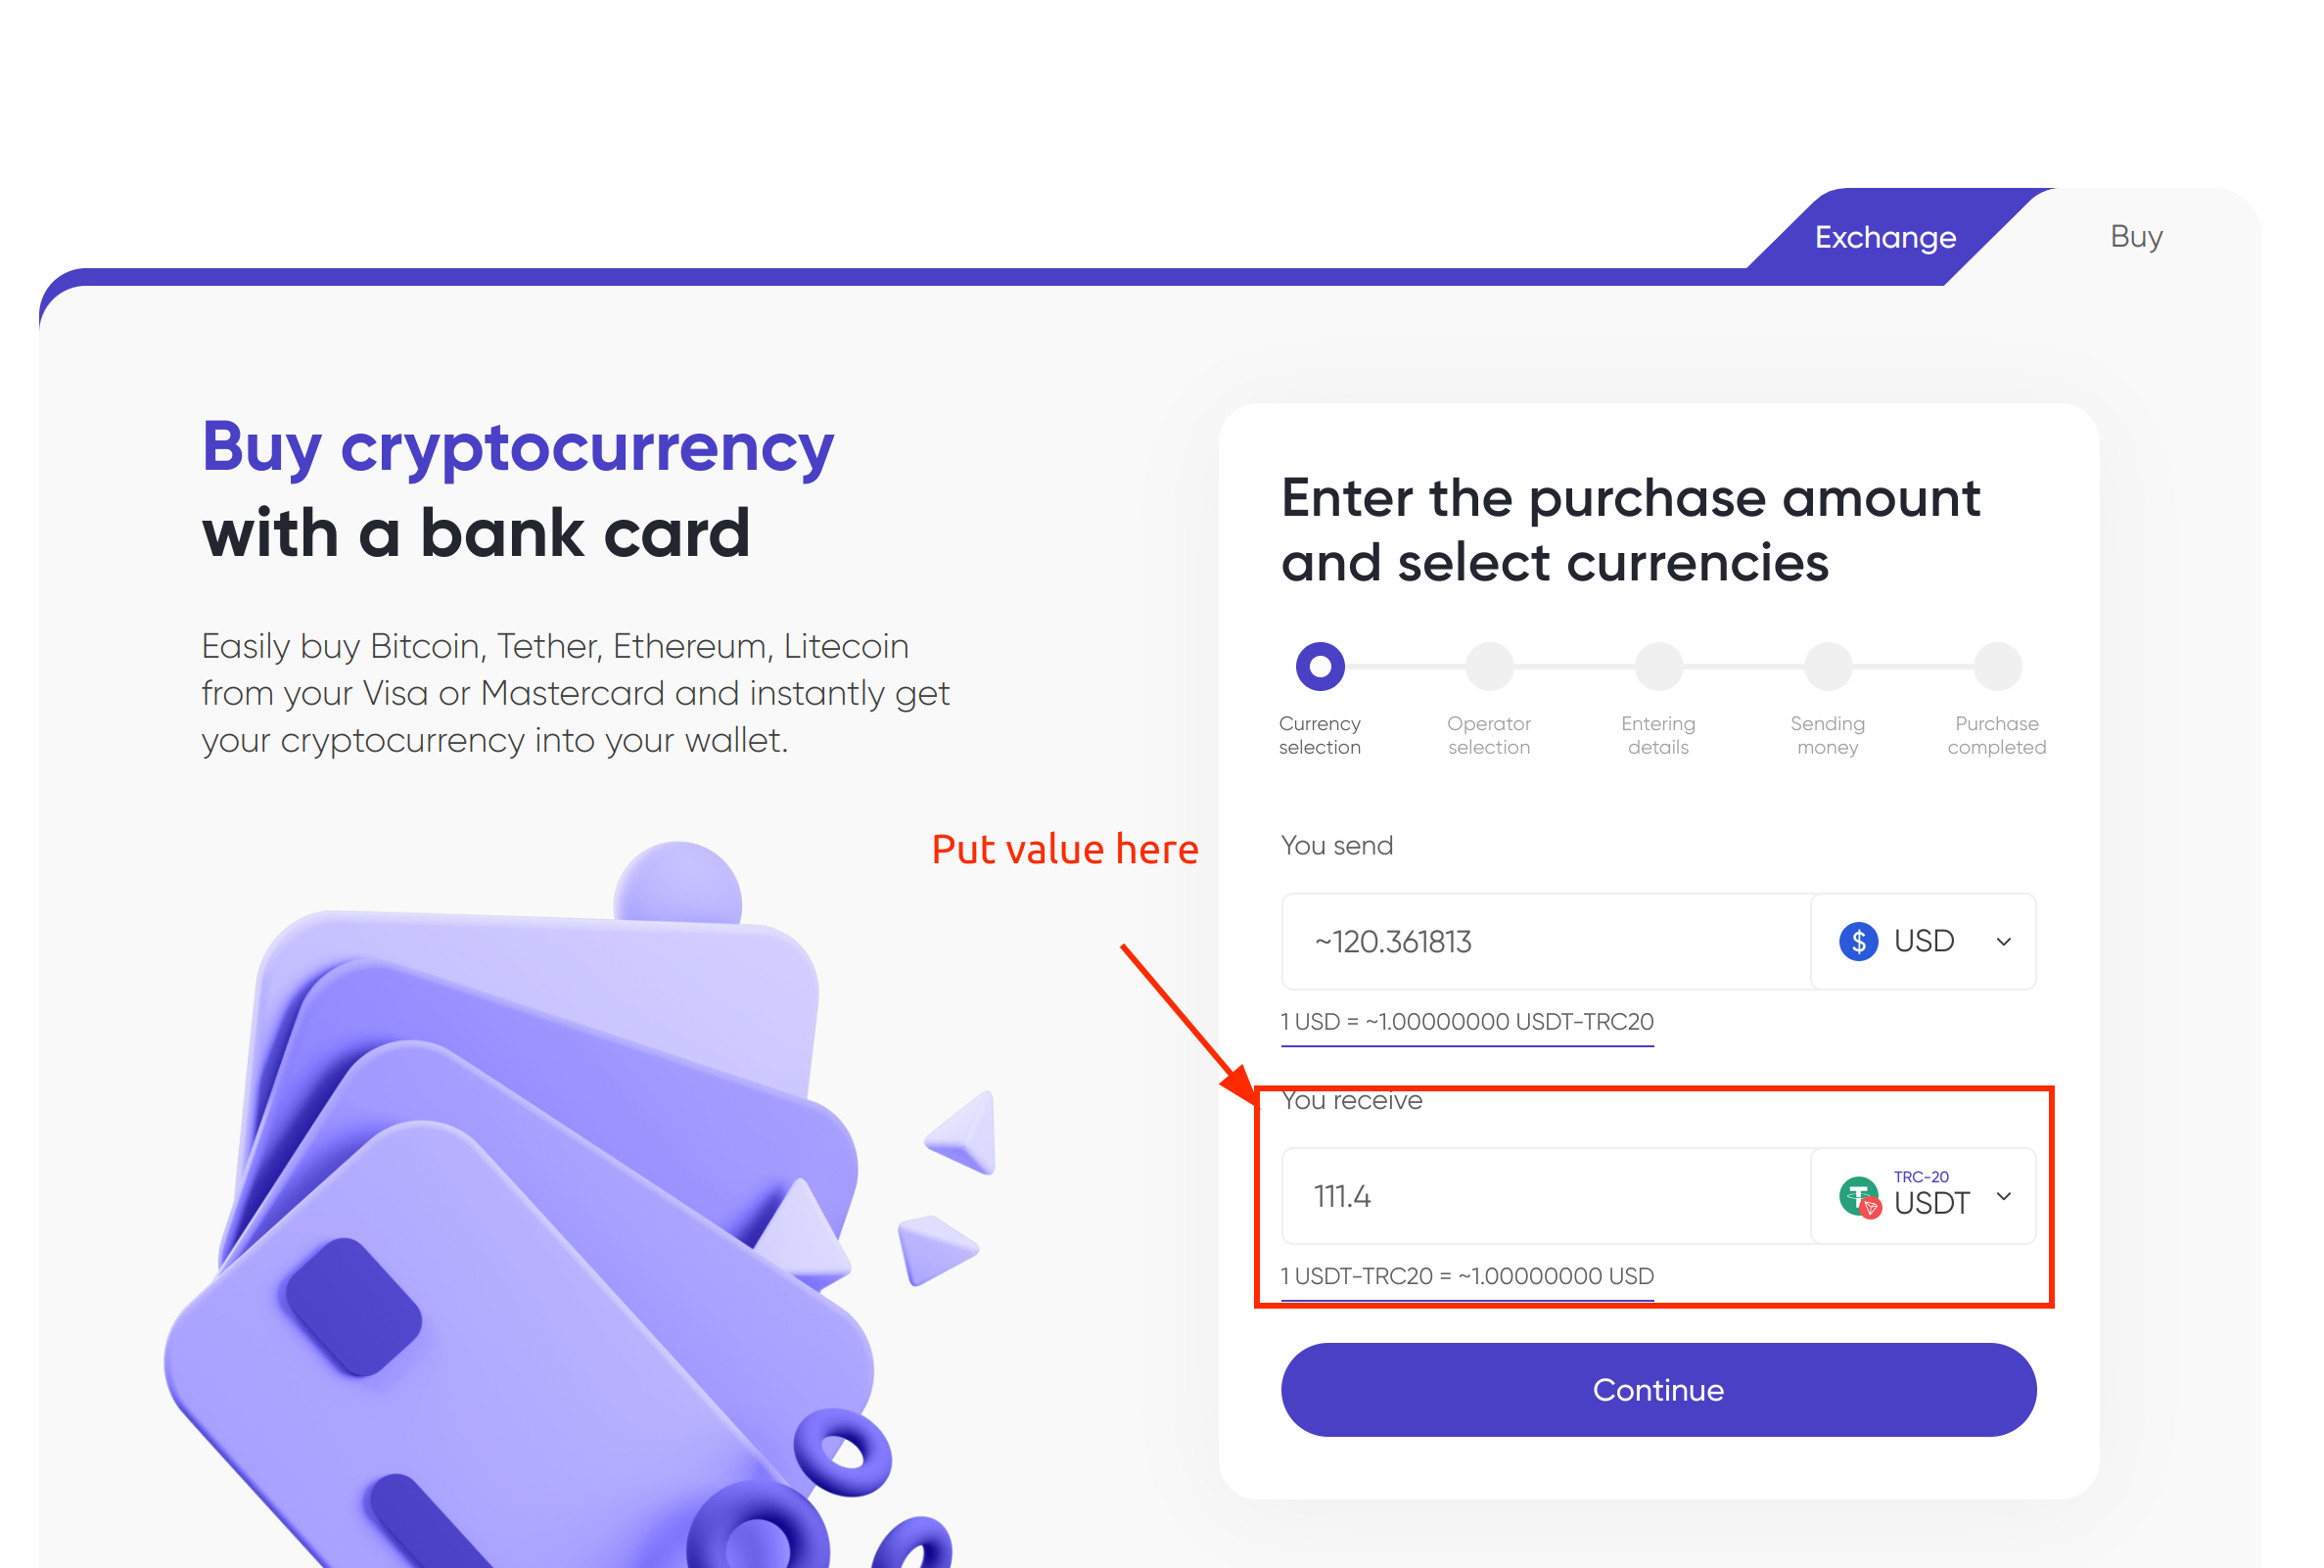 Exchange
Buy
Buy cryptocurrency
with a bank card
Easily buy Bitcoin, Tether, Ethereum, Litecoin
from your Visa or Mastercard and instantly get
your cryptocurrency into your wallet.
Put value here
Enter the purchase amount
and select currencies
Currency
selection
Operator
selection
Entering
details
Sending
money
Purchase
completed
You send
~120.361813
$ USD
1 USD = ~1.00000000 USDT-TRC20
You receive
111.4
TRC-20
USDT
1 USDT-TRC20 = ~1.00000000 USD
Continue